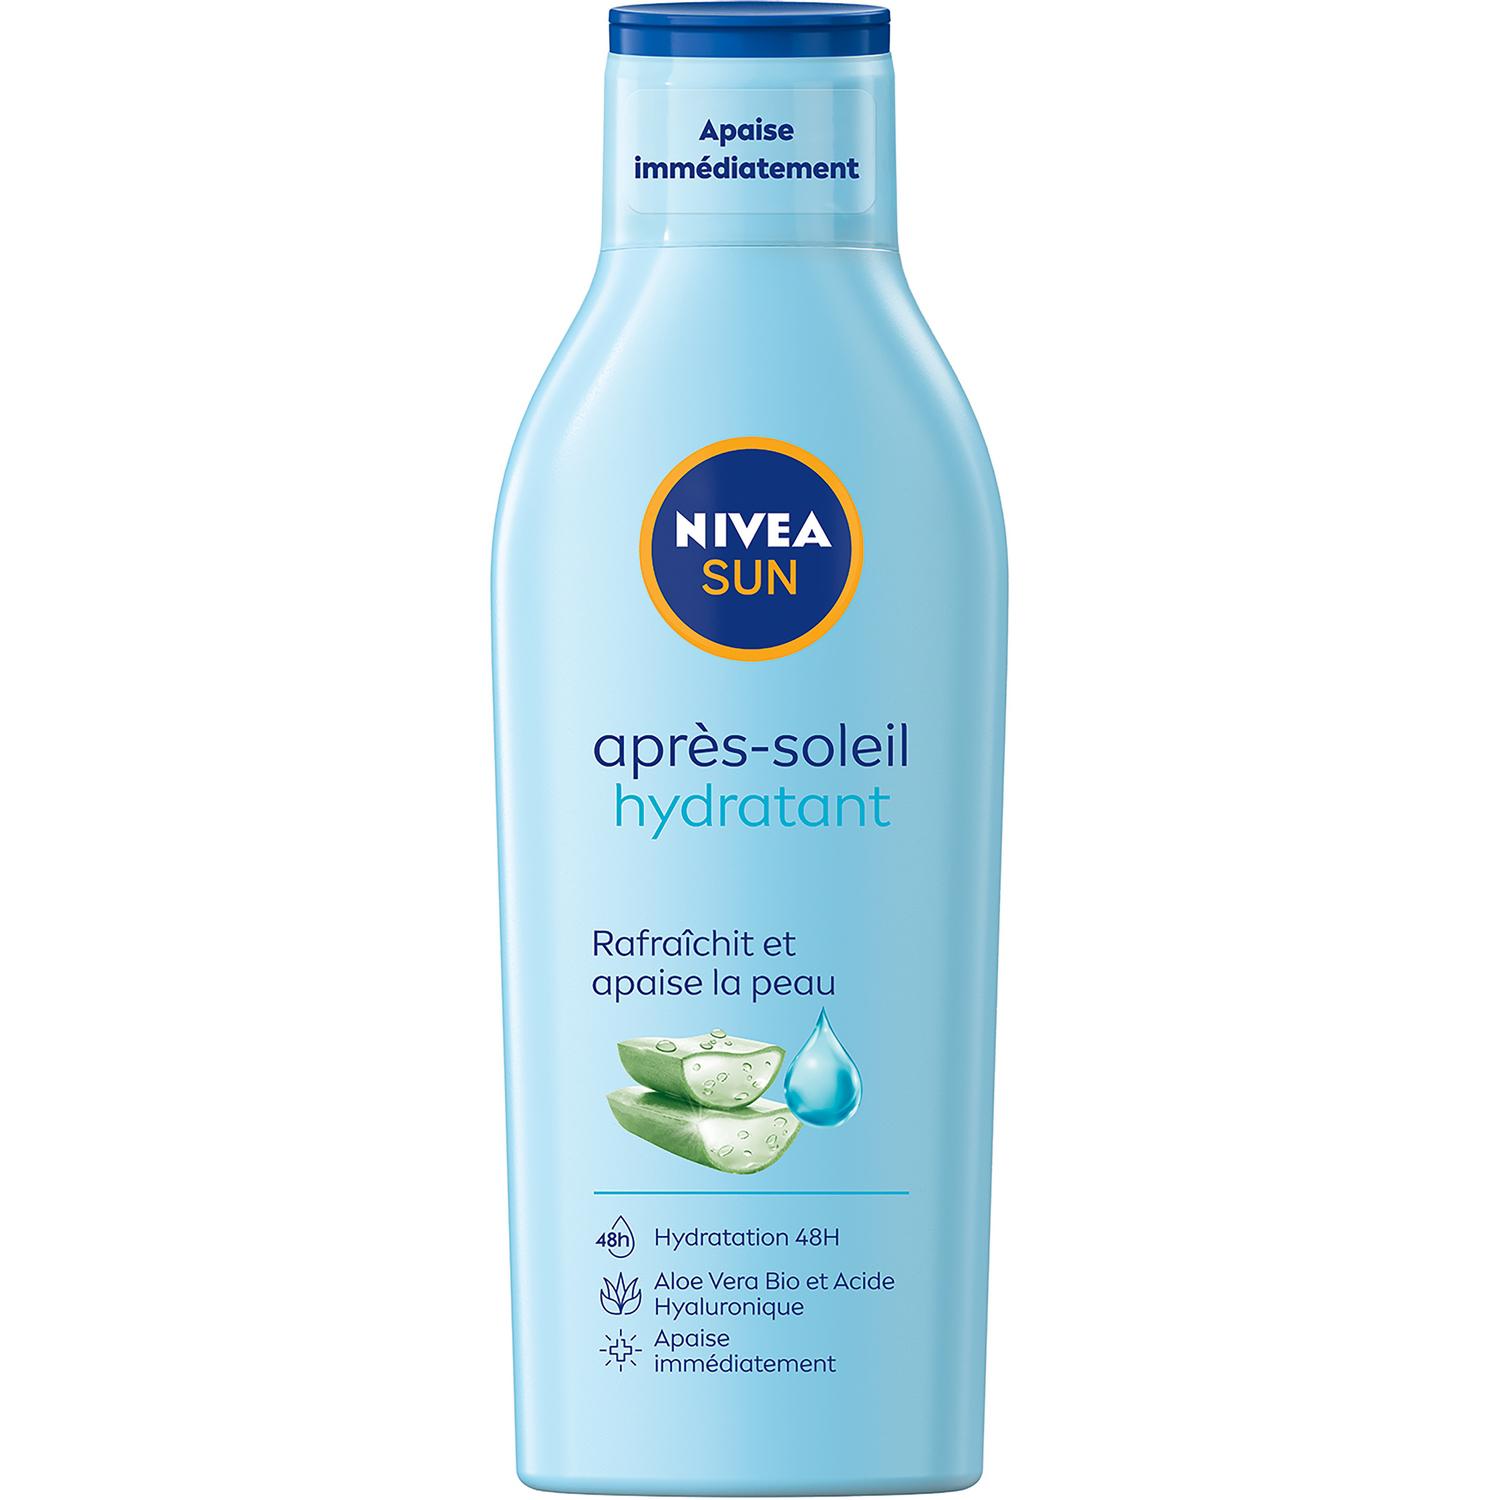 Apaise
immédiatement
NIVEA
SUN
après-soleil
hydratant
Rafraîchit et
apaise la peau
48h Hydratation 48H
Aloe Vera Bio et Acide
Hyaluronique
Apaise
immédiatement